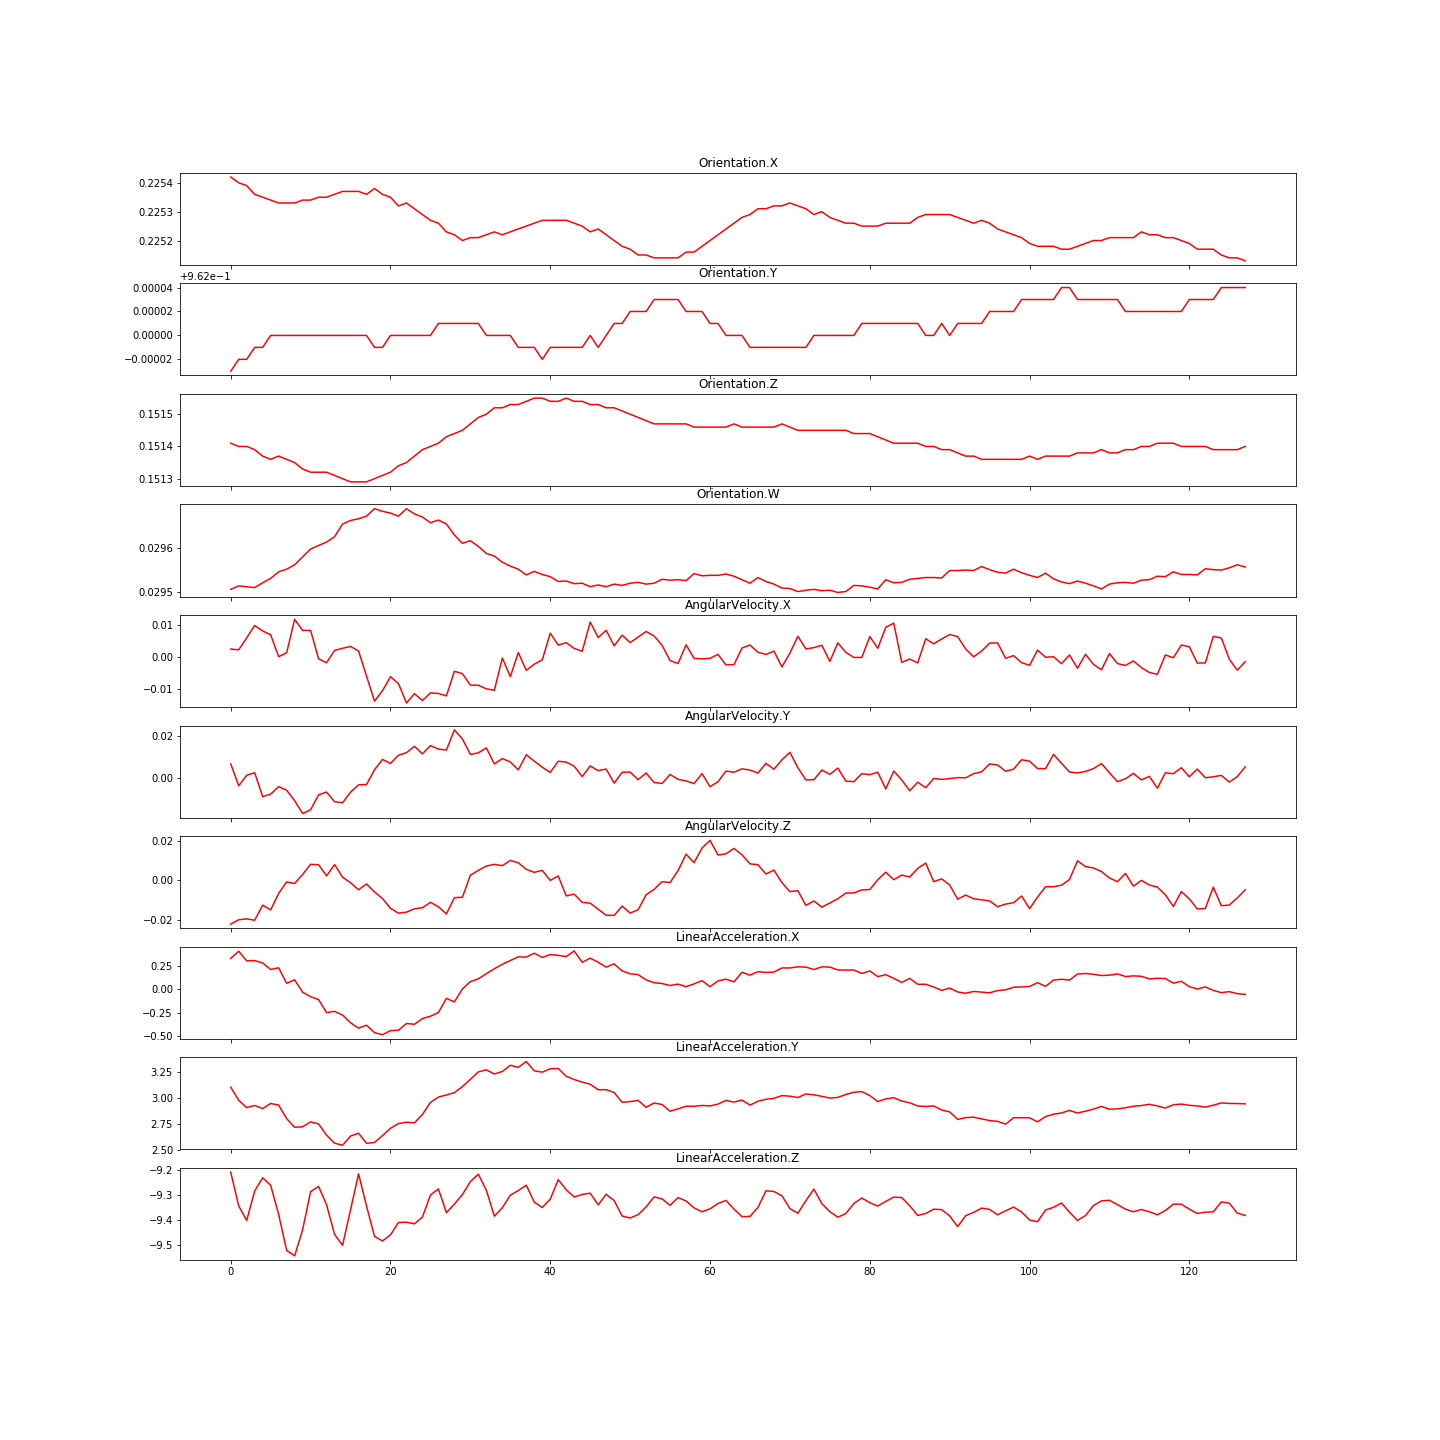 Orientation.X
0.2254
0.2253
0.2252
+9.62e−1
Orientation.Y
0.00004
0.00002
0.00000
−0.00002
Orientation.Z
0.1515
0.1514
0.1513
Orientation.W
0.0296
0.0295
AngularVelocity.X
0.01
0.00
−0.01
AngularVelocity.Y
0.02
0.00
AngularVelocity.Z
0.02
0.00
−0.02
LinearAcceleration.X
0.25
0.00
−0.25
−0.50
LinearAcceleration.Y
3.25
3.00
2.75
2.50
LinearAcceleration.Z
−9.2
−9.3
−9.4
−9.5
0 20 40 60 80 100 120